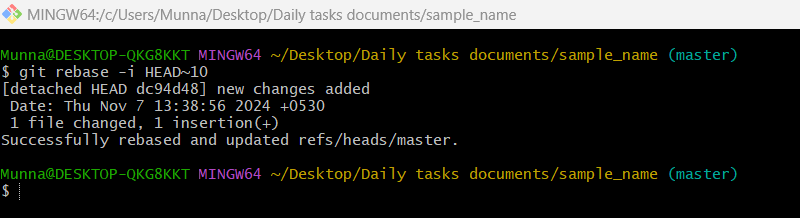 MINGW64:/c/Users/Munna/Desktop/Daily tasks documents/sample_name
Munna@DESKTOP-QKG8KKT MINGW64 ~/Desktop/Daily tasks documents/sample_name (master)
$ git rebase -i HEAD~10
[detached HEAD dc94d48] new changes added
 Date: Thu Nov 7 13:38:56 2024 +0530
 1 file changed, 1 insertion(+)
Successfully rebased and updated refs/heads/master.
Munna@DESKTOP-QKG8KKT MINGW64 ~/Desktop/Daily tasks documents/sample_name (master)
$